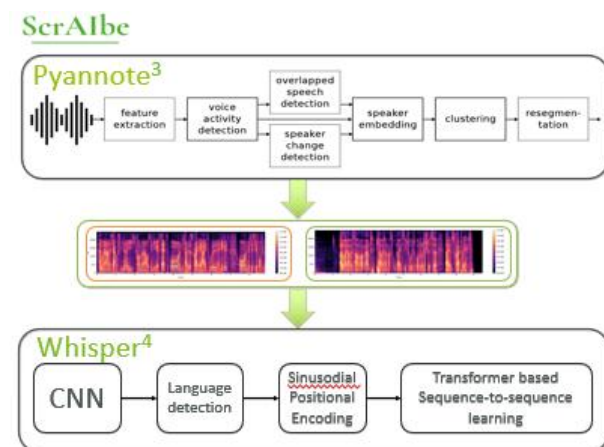 ScrAIbe
Pyannote³
feature
extraction
voice
activity
detection
overlapped
speech
detection
speaker
change
detection
speaker
embedding
clustering
resegmen-
tation
Whisper⁴
CNN
Language
detection
Sinusodial
Positional
Encoding
Transformer based
Sequence-to-sequence
learning